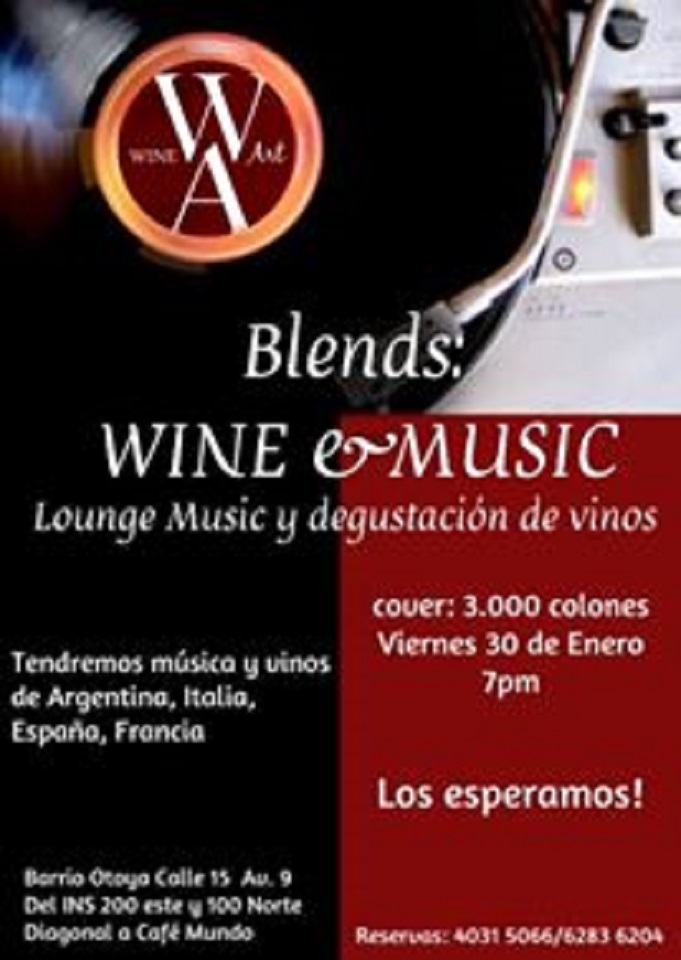 WINE WA Art
Blends:
WINE & MUSIC
Lounge Music y degustación de vinos
cover: 3.000 colones
Viernes 30 de Enero
7pm
Tendremos música y vinos
de Argentina, Italia,
España, Francia
Los esperamos!
Barrio Otoya Calle 15 Av. 9
Del INS 200 este y 100 Norte
Diagonal a Café Mundo
Reservas: 4031 5066/6283 6204